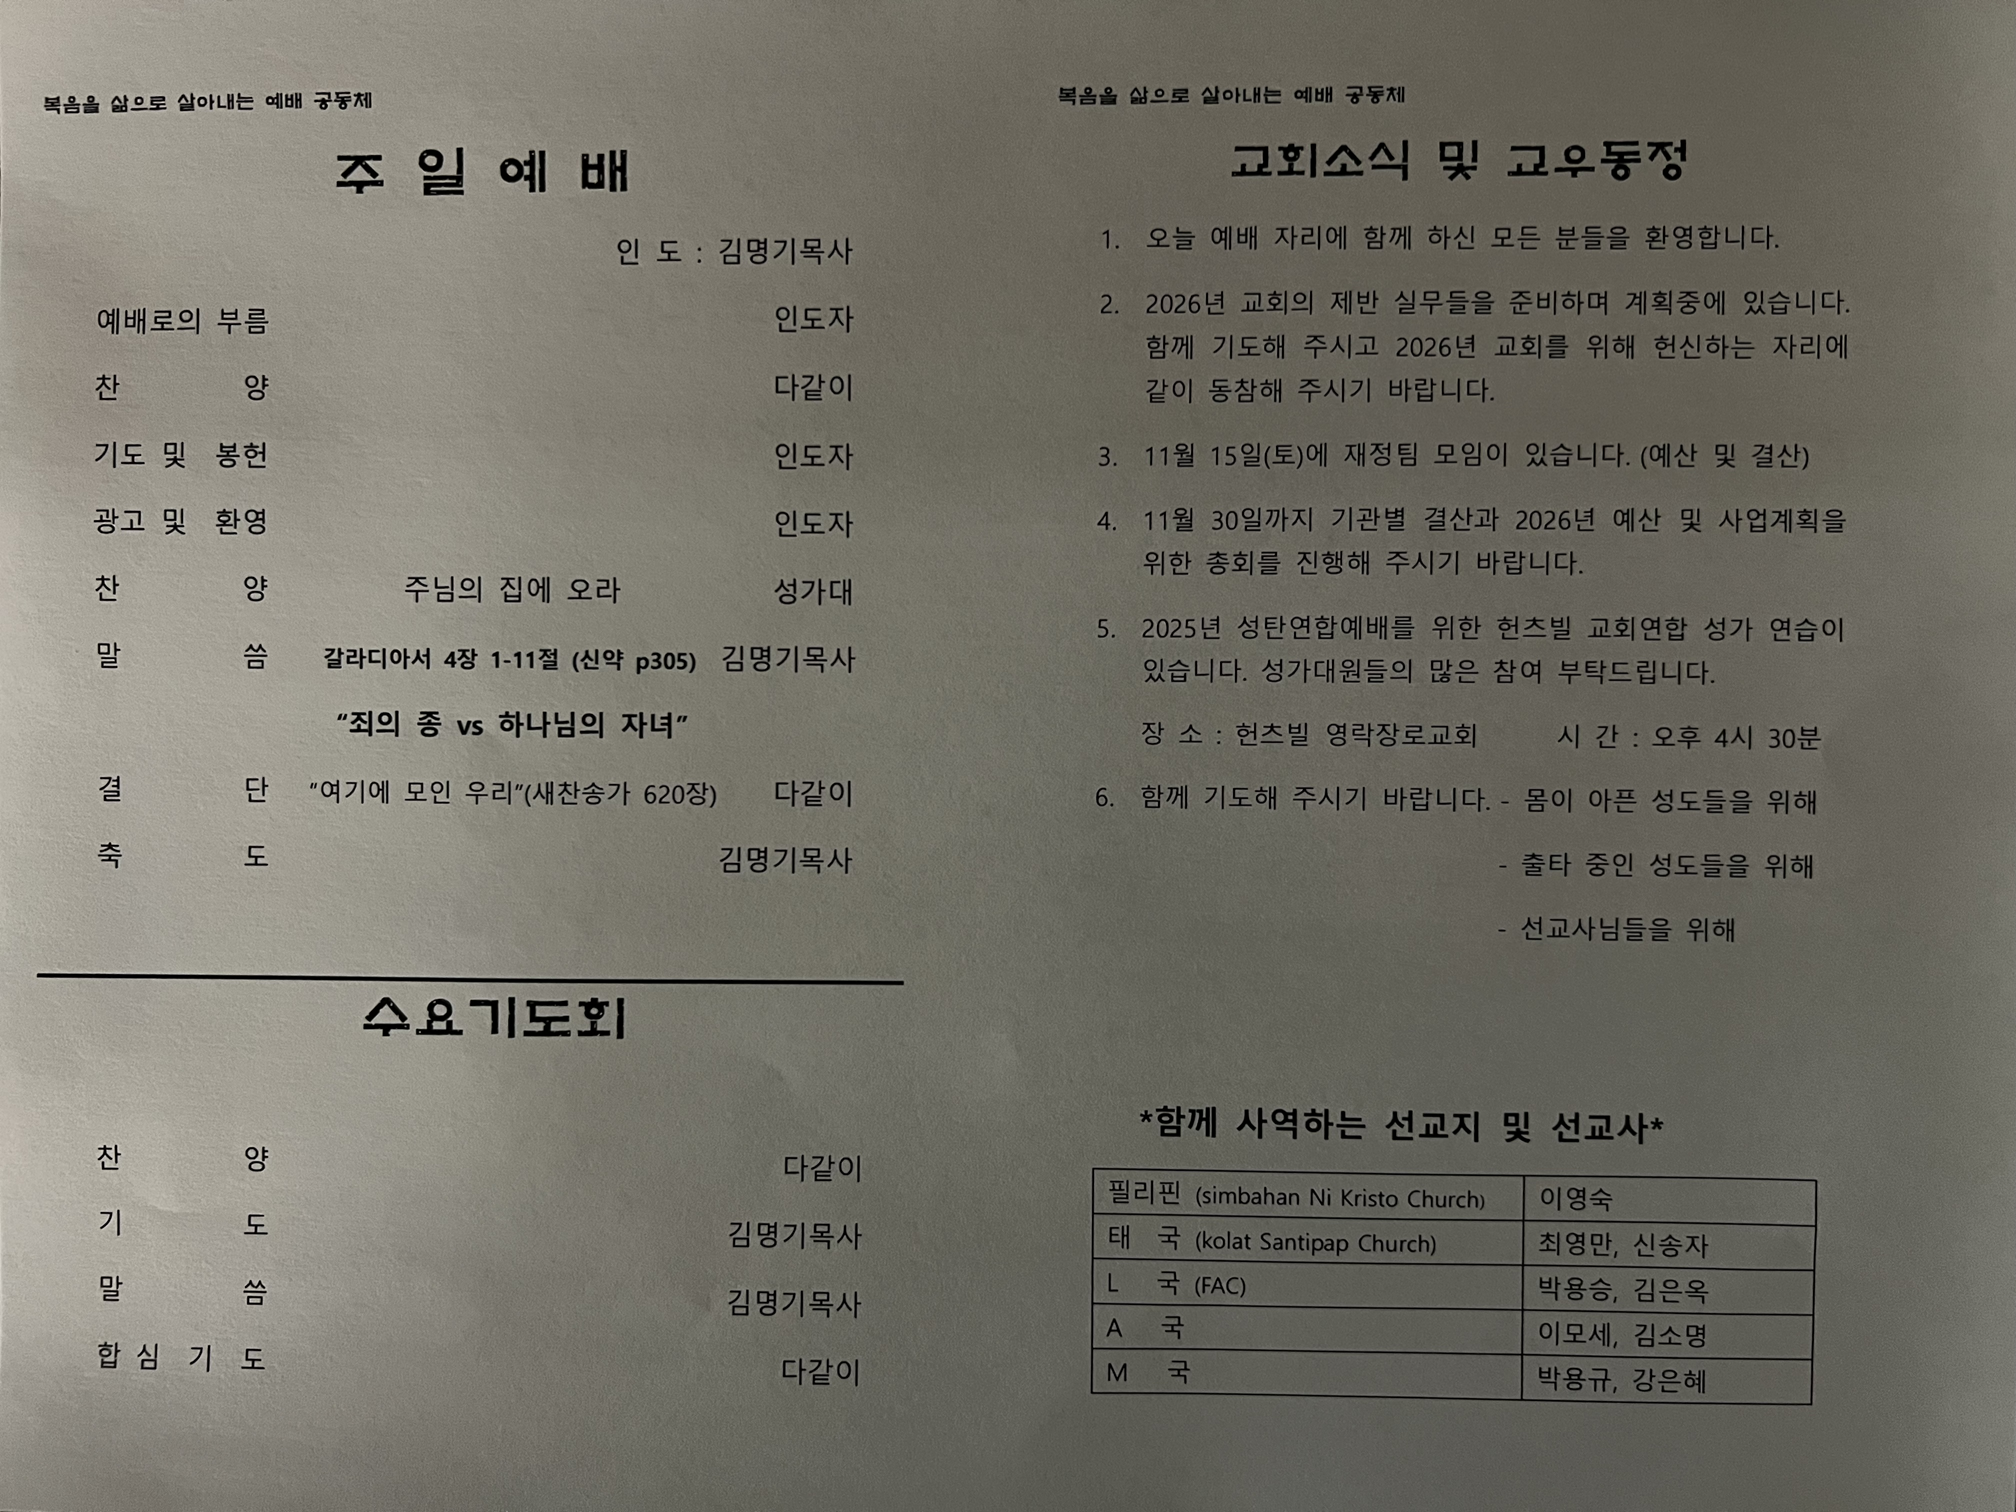 복음을 삶으로 살아내는 예배 공동체
주 일 예 배
인 도 : 김명기목사
예배로의 부름 인도자
찬 양 다같이
기도 및 봉헌 인도자
광고 및 환영 인도자
찬 양 주님의 집에 오라 성가대
말 씀 갈라디아서 4장 1-11절 (신약 p305) 김명기목사
“죄의 종 vs 하나님의 자녀”
결 단 “여기에 모인 우리”(새찬송가 620장) 다같이
축 도 김명기목사
수요기도회
찬 양 다같이
기 도 김명기목사
말 씀 김명기목사
합 심 기 도 다같이
복음을 삶으로 살아내는 예배 공동체
교회소식 및 교우동정
1. 오늘 예배 자리에 함께 하신 모든 분들을 환영합니다.
2. 2026년 교회의 제반 실무들을 준비하며 계획중에 있습니다.
함께 기도해 주시고 2026년 교회를 위해 헌신하는 자리에
같이 동참해 주시기 바랍니다.
3. 11월 15일(토)에 재정팀 모임이 있습니다. (예산 및 결산)
4. 11월 30일까지 기관별 결산과 2026년 예산 및 사업계획을
위한 총회를 진행해 주시기 바랍니다.
5. 2025년 성탄연합예배를 위한 헌츠빌 교회연합 성가 연습이
있습니다. 성가대원들의 많은 참여 부탁드립니다.
장 소 : 헌츠빌 영락장로교회 시 간 : 오후 4시 30분
6. 함께 기도해 주시기 바랍니다. - 몸이 아픈 성도들을 위해
- 출타 중인 성도들을 위해
- 선교사님들을 위해
*함께 사역하는 선교지 및 선교사*
필리핀 (simbahan Ni Kristo Church) 이영숙
태 국 (kolat Santipap Church) 최영만, 신송자
L 국 (FAC) 박용승, 김은옥
A 국 이모세, 김소명
M 국 박용규, 강은혜